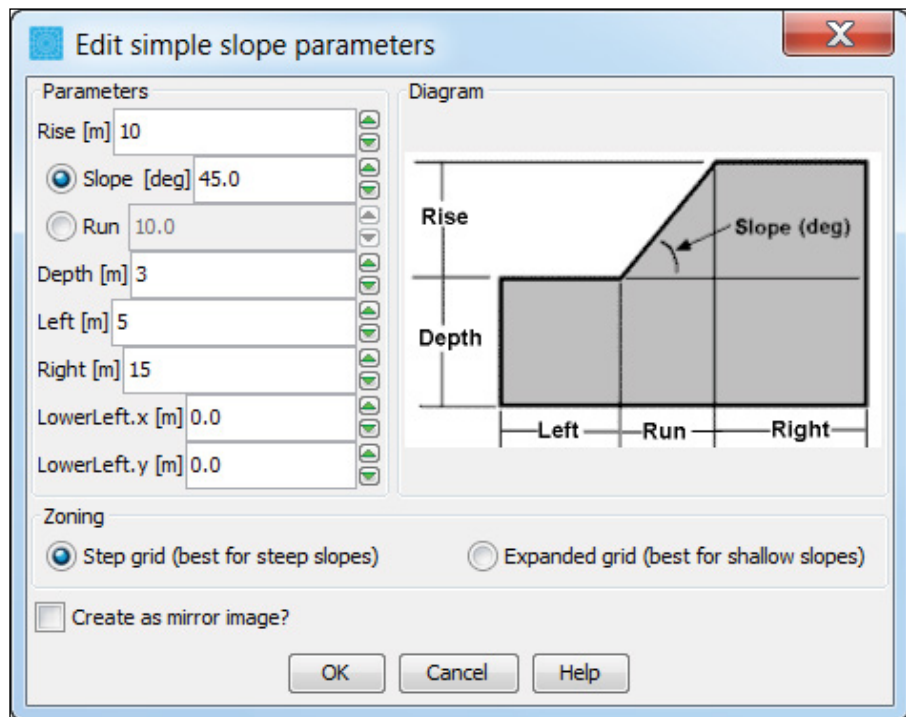 Edit simple slope parameters
X
Parameters
Rise [m] 10
Slope [deg] 45.0
Run 10.0
Depth [m] 3
Left [m] 5
Right [m] 15
LowerLeft.x [m] 0.0
LowerLeft.y [m] 0.0
Diagram
Rise
Slope (deg)
Depth
Left Run Right
Zoning
Step grid (best for steep slopes) Expanded grid (best for shallow slopes)
Create as mirror image?
OK Cancel Help